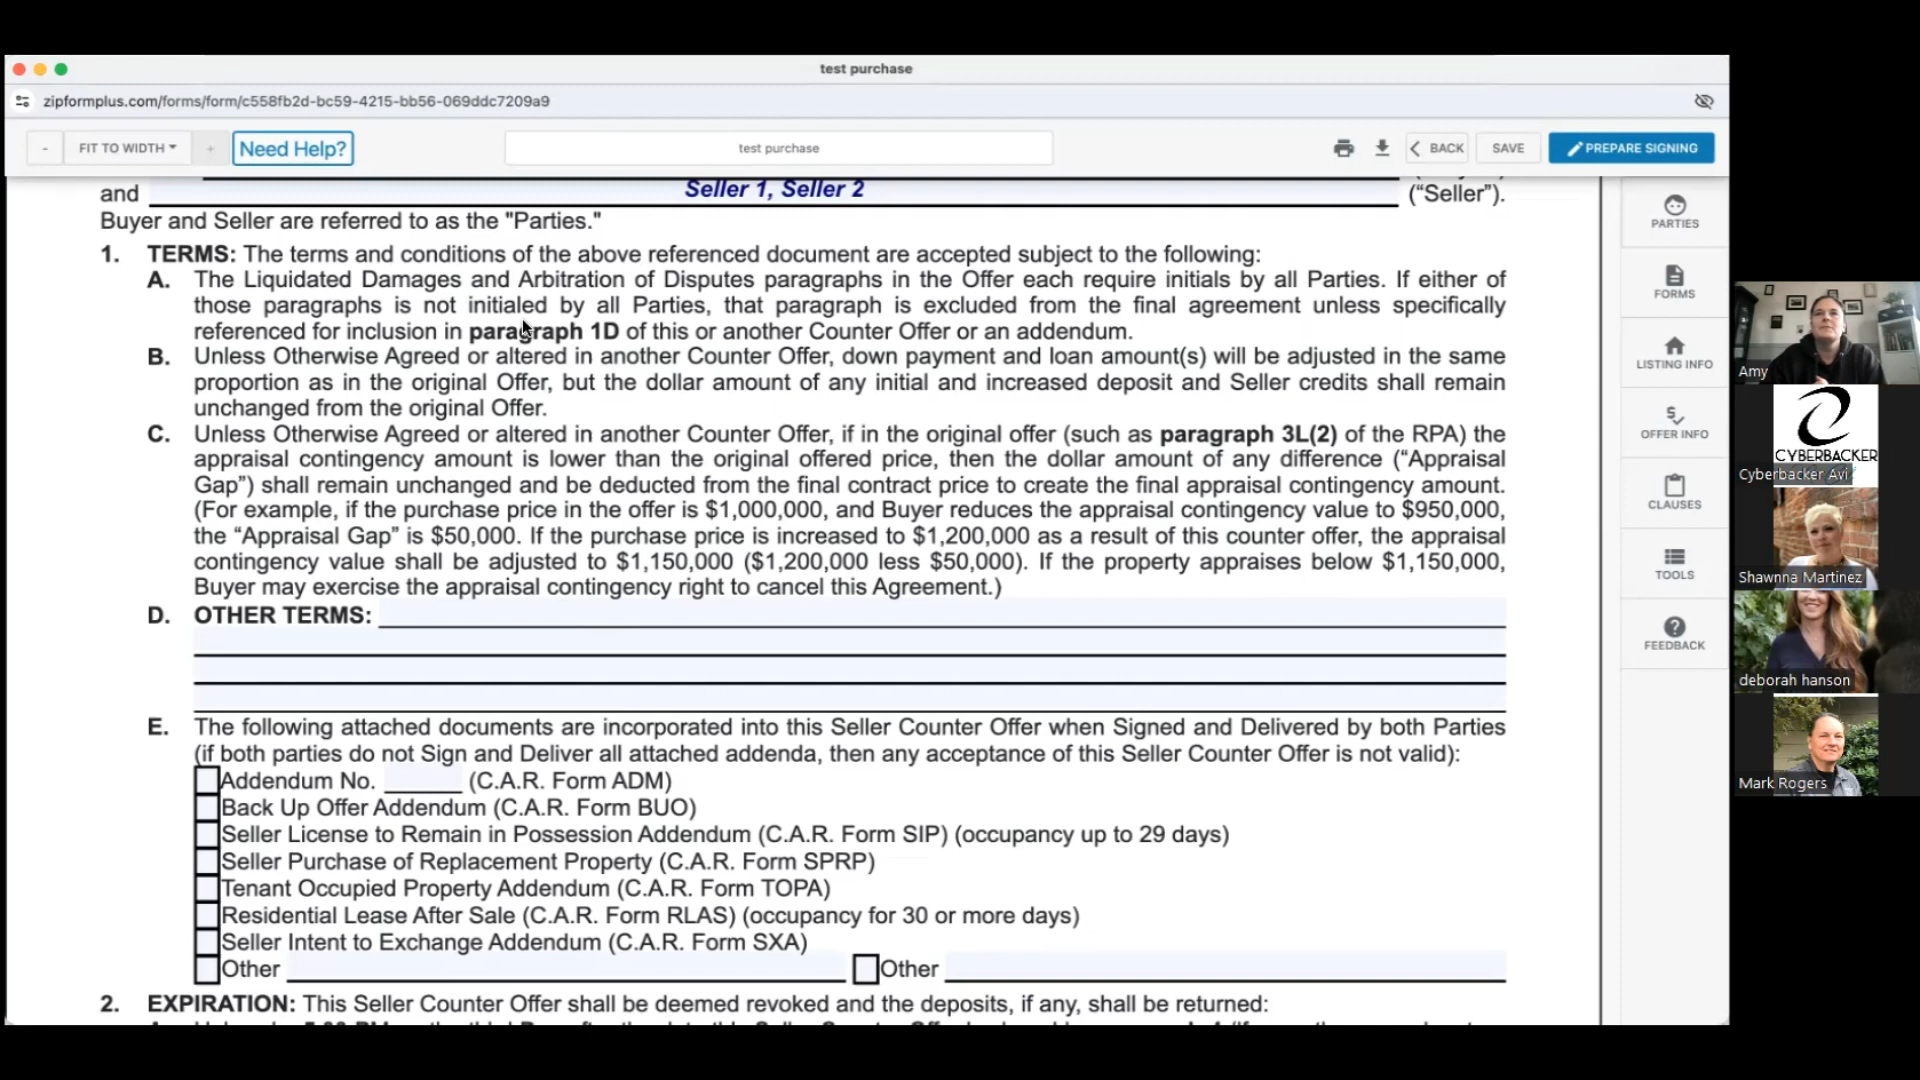 test purchase
zipformplus.com/forms/form/c558fb2d-bc59-4215-bb56-069ddc7209a9
- FIT TO WIDTH + Need Help? test purchase BACK SAVE PREPARE SIGNING
and Seller 1, Seller 2 (“Seller”).
Buyer and Seller are referred to as the "Parties."
1. TERMS: The terms and conditions of the above referenced document are accepted subject to the following:
A. The Liquidated Damages and Arbitration of Disputes paragraphs in the Offer each require initials by all Parties. If either of
those paragraphs is not initialed by all Parties, that paragraph is excluded from the final agreement unless specifically
referenced for inclusion in paragraph 1D of this or another Counter Offer or an addendum.
B. Unless Otherwise Agreed or altered in another Counter Offer, down payment and loan amount(s) will be adjusted in the same
proportion as in the original Offer, but the dollar amount of any initial and increased deposit and Seller credits shall remain
unchanged from the original Offer.
C. Unless Otherwise Agreed or altered in another Counter Offer, if in the original offer (such as paragraph 3L(2) of the RPA) the
appraisal contingency amount is lower than the original offered price, then the dollar amount of any difference (“Appraisal
Gap”) shall remain unchanged and be deducted from the final contract price to create the final appraisal contingency amount.
(For example, if the purchase price in the offer is $1,000,000, and Buyer reduces the appraisal contingency value to $950,000,
the “Appraisal Gap” is $50,000. If the purchase price is increased to $1,200,000 as a result of this counter offer, the appraisal
contingency value shall be adjusted to $1,150,000 ($1,200,000 less $50,000). If the property appraises below $1,150,000,
Buyer may exercise the appraisal contingency right to cancel this Agreement.)
D. OTHER TERMS:
E. The following attached documents are incorporated into this Seller Counter Offer when Signed and Delivered by both Parties
(if both parties do not Sign and Deliver all attached addenda, then any acceptance of this Seller Counter Offer is not valid):
Addendum No. (C.A.R. Form ADM)
Back Up Offer Addendum (C.A.R. Form BUO)
Seller License to Remain in Possession Addendum (C.A.R. Form SIP) (occupancy up to 29 days)
Seller Purchase of Replacement Property (C.A.R. Form SPRP)
Tenant Occupied Property Addendum (C.A.R. Form TOPA)
Residential Lease After Sale (C.A.R. Form RLAS) (occupancy for 30 or more days)
Seller Intent to Exchange Addendum (C.A.R. Form SXA)
Other Other
2. EXPIRATION: This Seller Counter Offer shall be deemed revoked and the deposits, if any, shall be returned:
PARTIES
FORMS
LISTING INFO
OFFER INFO
CLAUSES
TOOLS
FEEDBACK
Amy
CYBERBACKER
Cyberbacker Avi
Shawnna Martinez
deborah hanson
Mark Rogers